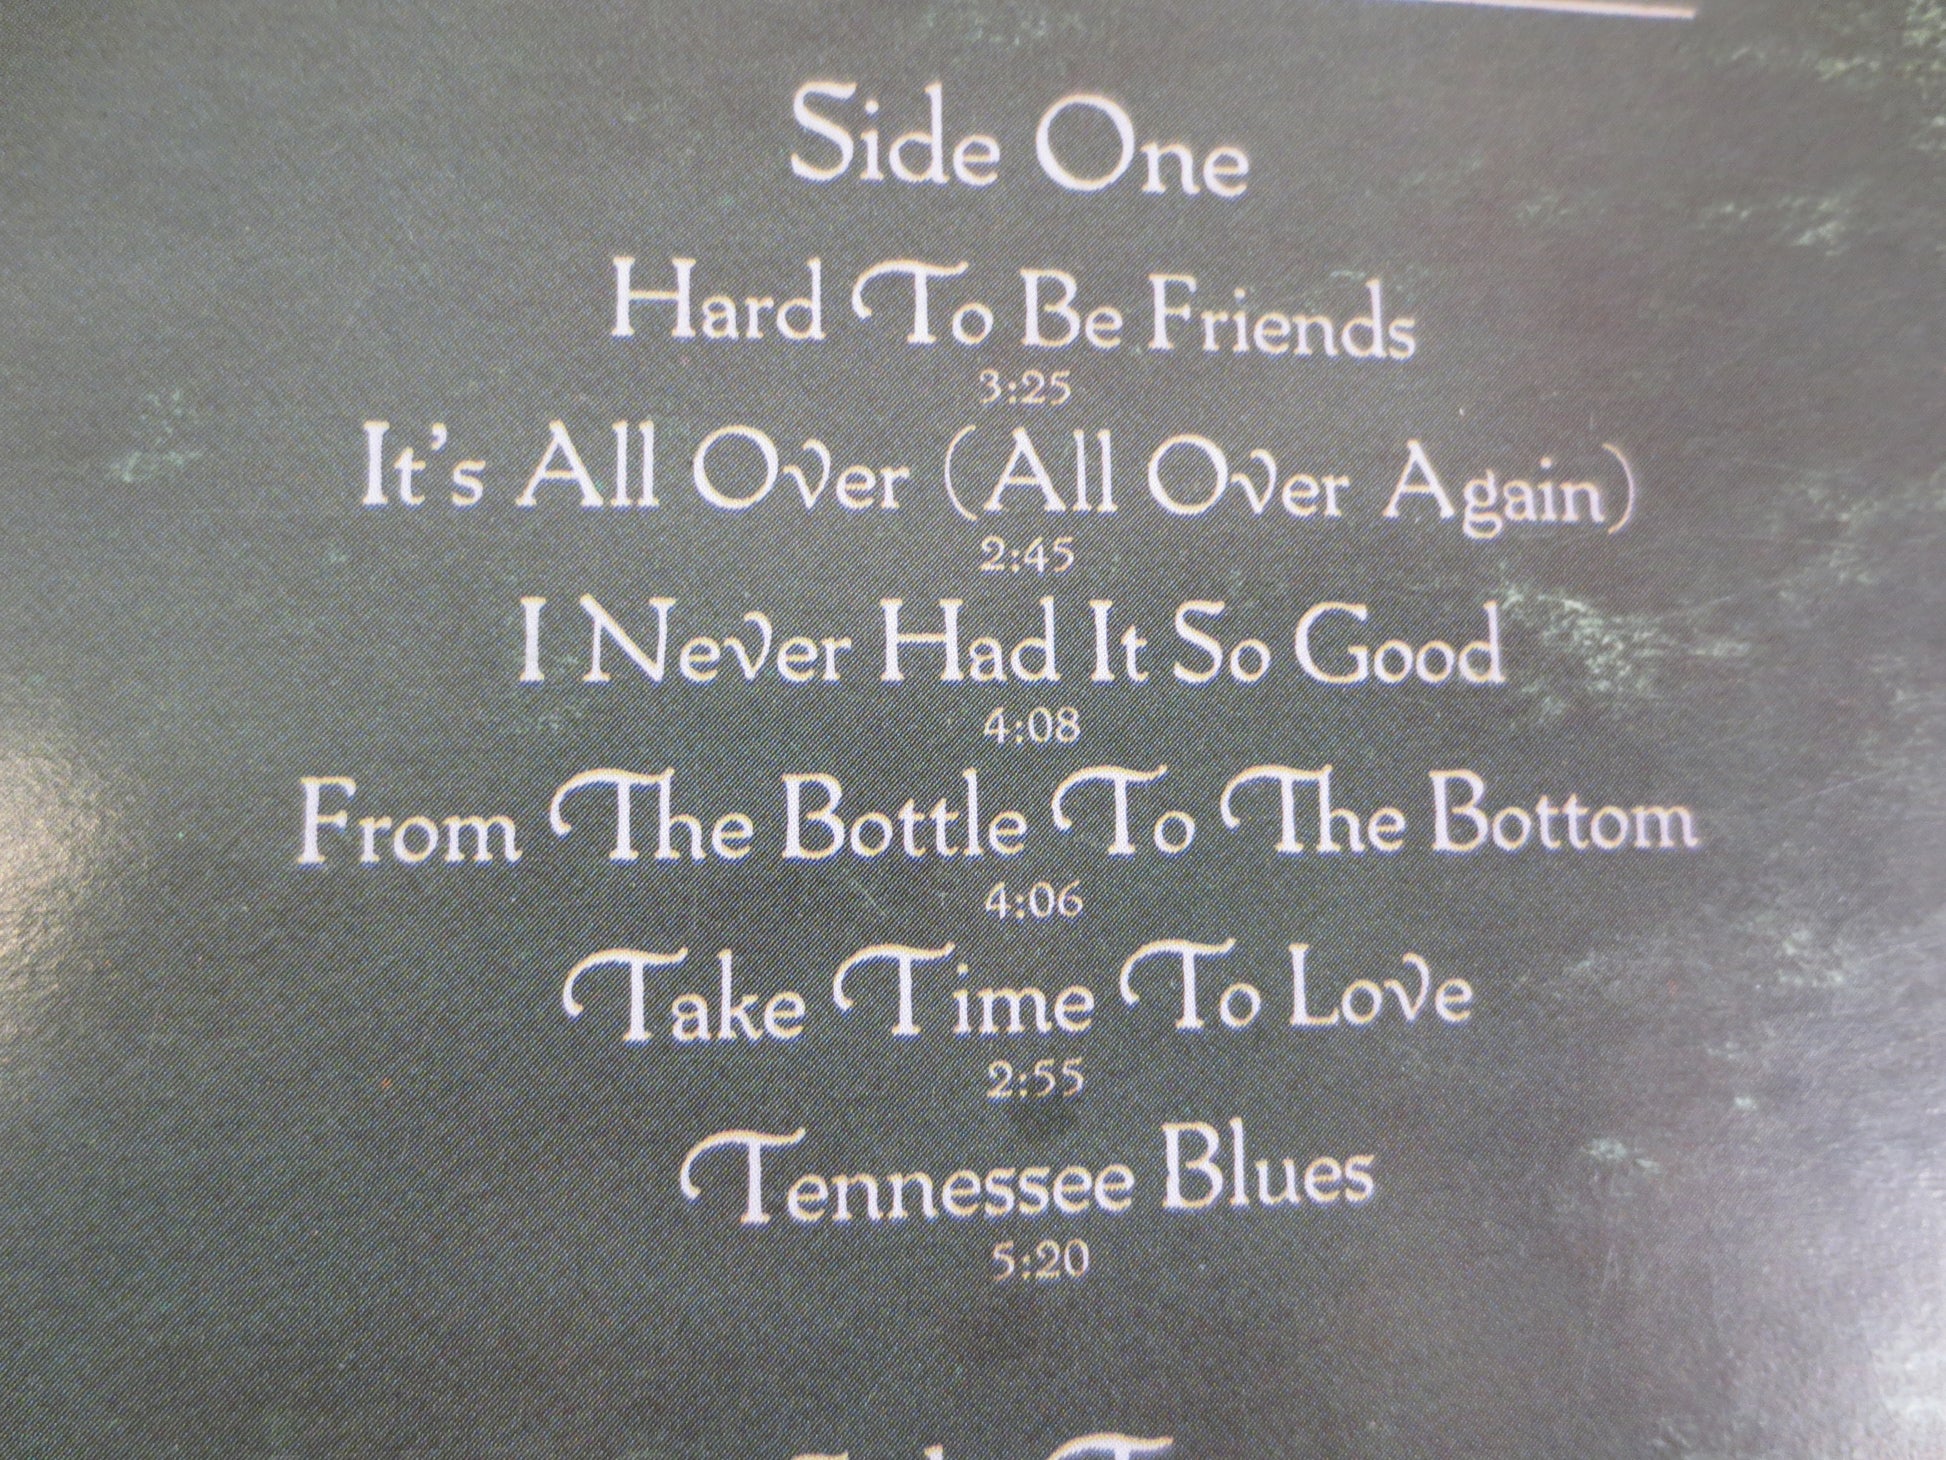 Side One
Hard To Be Friends
3:25
It's All Over (All Over Again)
2:45
I Never Had It So Good
4:08
From The Bottle To The Bottom
4:06
Take Time To Love
2:55
Tennessee Blues
5:20